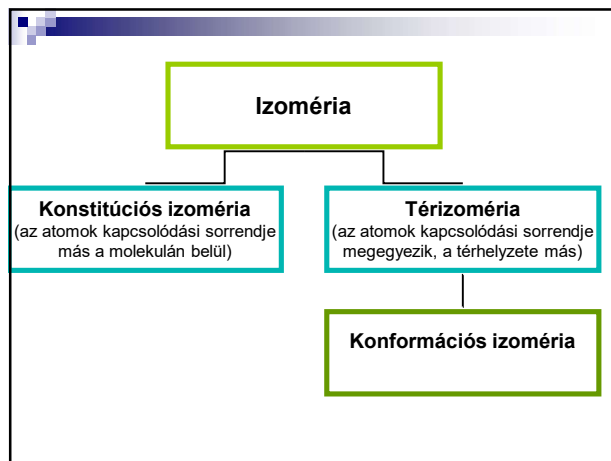 Izoméria
Konstitúciós izoméria
(az atomok kapcsolódási sorrendje
más a molekulán belül)
Térizoméria
(az atomok kapcsolódási sorrendje
megegyezik, a térhelyzete más)
Konformációs izoméria